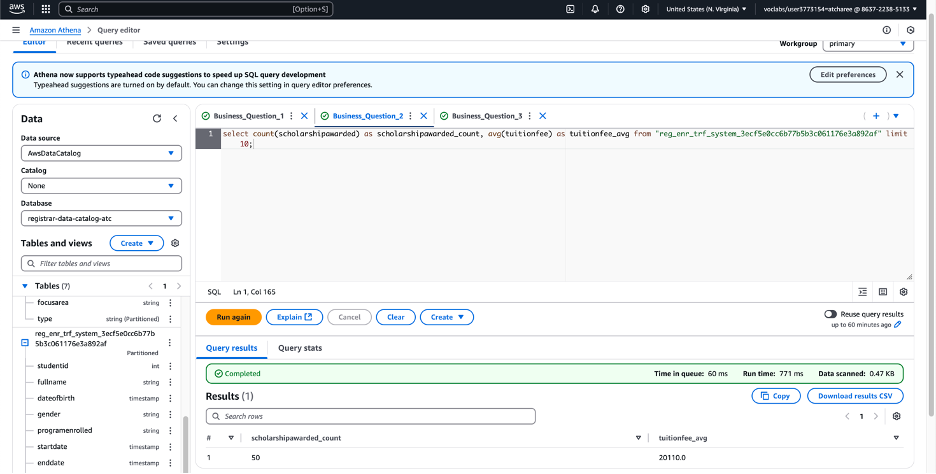 aws Search [Option+S] United States (N. Virginia) voclabs/user3773154=atcharee @ 8637-2238-5133
Amazon Athena > Query editor
Editor Recent queries Saved queries Settings Workgroup primary
Athena now supports typeahead code suggestions to speed up SQL query development
Typeahead suggestions are turned on by default. You can change this setting in query editor preferences.
Edit preferences
Data
Data source
AwsDataCatalog
Catalog
None
Database
registrar-data-catalog-atc
Tables and views Create
Filter tables and views
Tables (7) 1
focusarea string
type string (Partitioned)
reg_enr_trf_system_3ecf5e0cc6b77b
5b3c061176e3a892af
Partitioned
studentid int
fullname string
dateofbirth timestamp
gender string
programenrolled string
startdate timestamp
enddate timestamp
Business_Question_1 Business_Question_2 Business_Question_3
1 select count(scholarshipawarded) as scholarshipawarded_count, avg(tuitionfee) as tuitionfee_avg from "reg_enr_trf_system_3ecf5e0cc6b77b5b3c061176e3a892af" limit
10;
SQL Ln 1, Col 165
Run again Explain Cancel Clear Create
Reuse query results
up to 60 minutes ago
Query results Query stats
Completed Time in queue: 60 ms Run time: 771 ms Data scanned: 0.47 KB
Results (1) Copy Download results CSV
Search rows 1
# scholarshipawarded_count tuitionfee_avg
1 50 20110.0